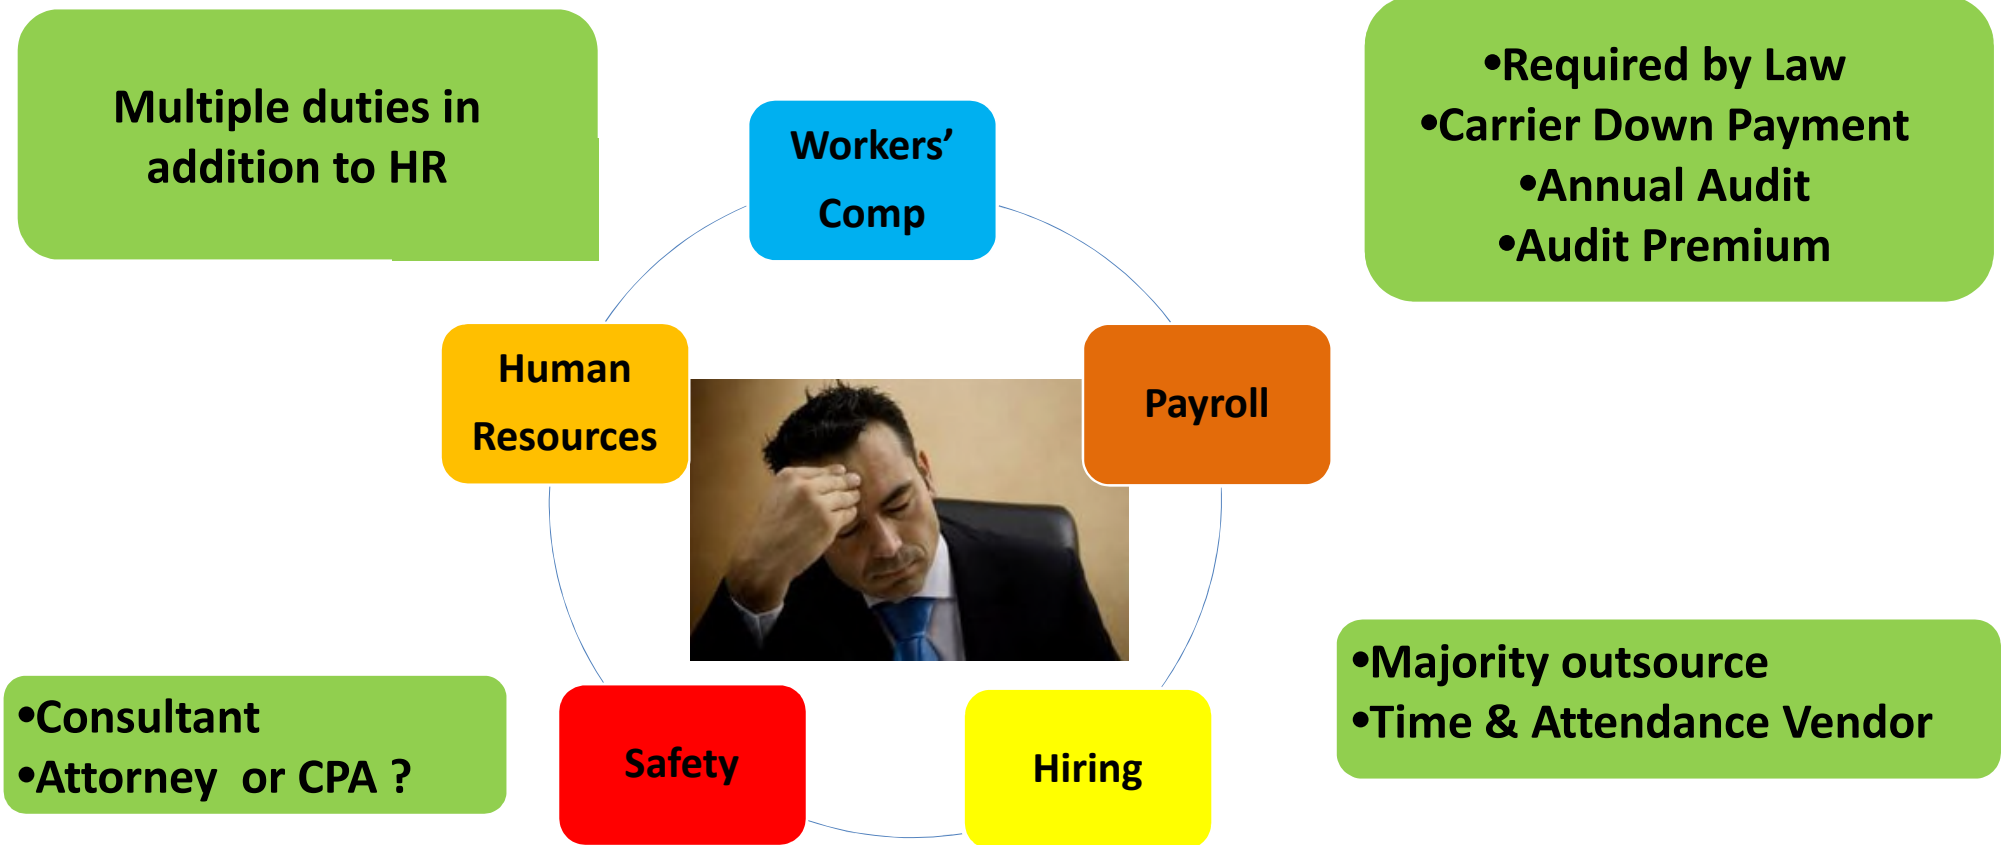 Multiple duties in
addition to HR
•Required by Law
•Carrier Down Payment
•Annual Audit
•Audit Premium
Workers’
Comp
Human
Resources
Payroll
•Consultant
•Attorney  or CPA ?
Safety
Hiring
•Majority outsource
•Time & Attendance Vendor